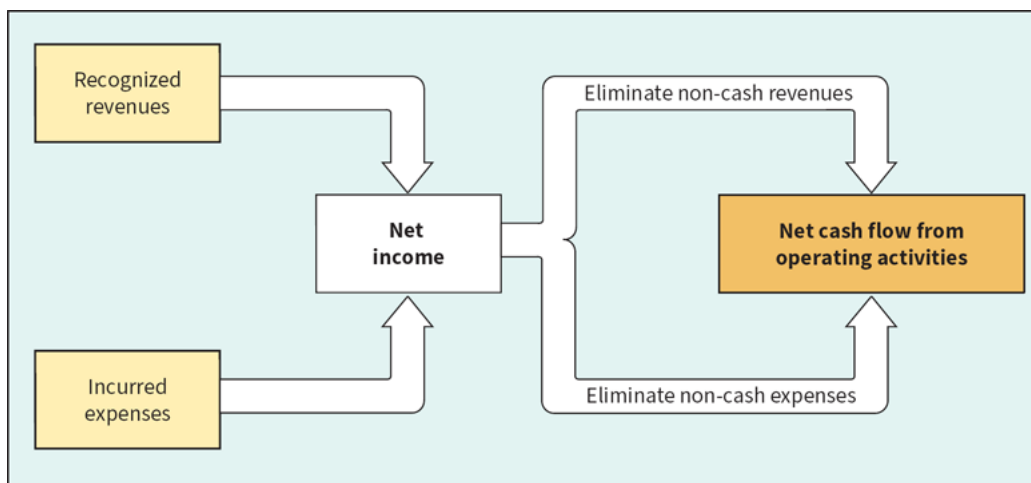 Recognized
revenues
Eliminate non-cash revenues
Net
income
Net cash flow from
operating activities
Incurred
expenses
Eliminate non-cash expenses